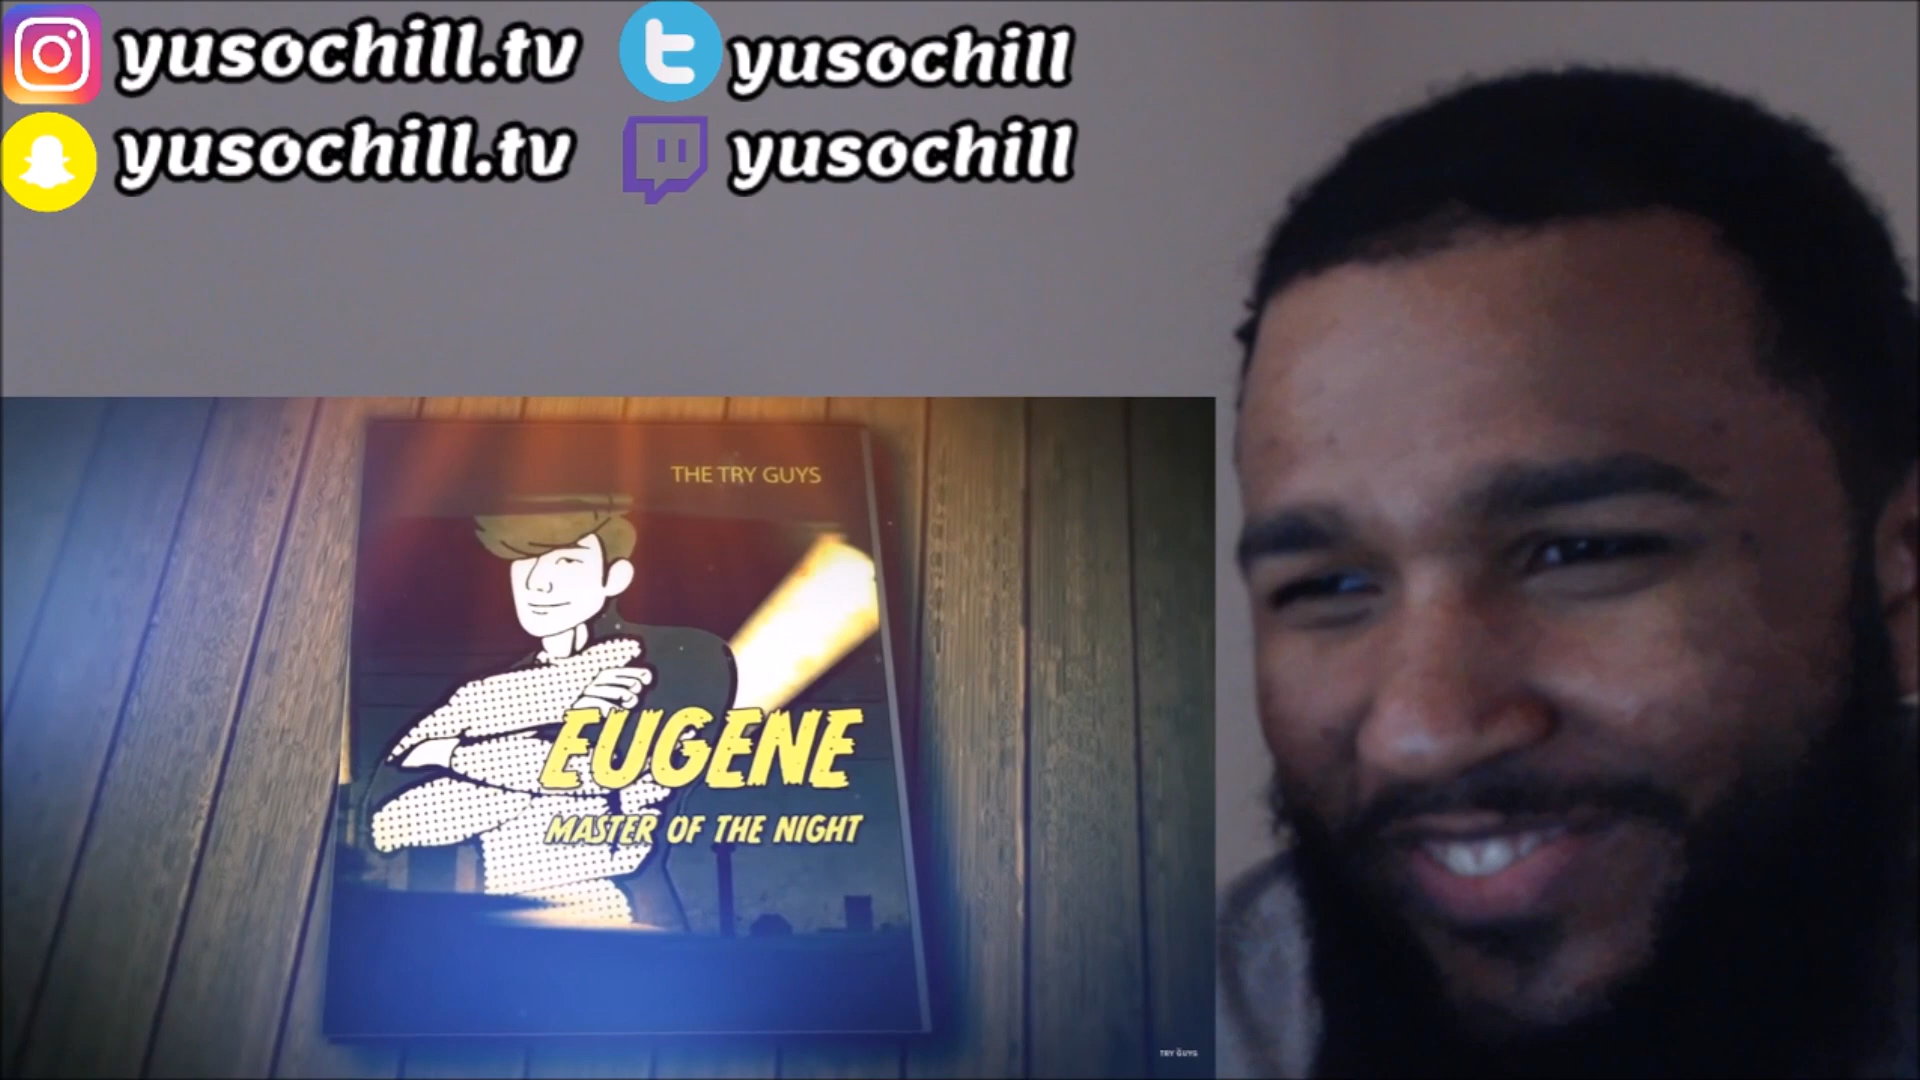 yusochill.tv yusochill
yusochill.tv yusochill
THE TRY GUYS
EUGENE
MASTER OF THE NIGHT
TRY GUYS